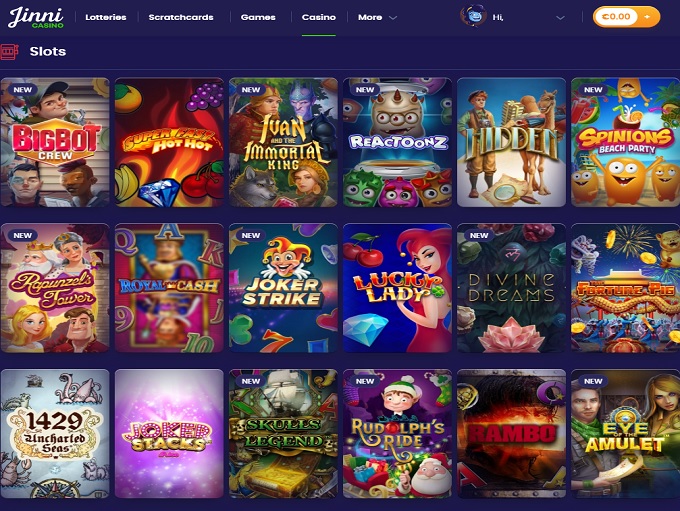 Jinni
CASINO
Lotteries
Scratchcards
Games
Casino
More
Hi,
€0.00
+
Slots
NEW
BIGBOT
CREW
SUPER FAST
HOT HOT
NEW
IVAN
AND THE
IMMORTAL
KING
NEW
REACTOONZ
HIDDEN
NEW
SPINIONS
BEACH PARTY
NEW
Rapunzel's
Tower
ROYAL CASH
NEW
JOKER
STRIKE
LUCKY
LADY
NEW
DIVINE
DREAMS
FORTUNE PIG
1429
Uncharted
Seas
JOKER
STACKS
NEW
SKULLS
LEGEND
NEW
RUDOLPH'S
RIDE
RAMBO
NEW
EYE
OF THE
AMULET